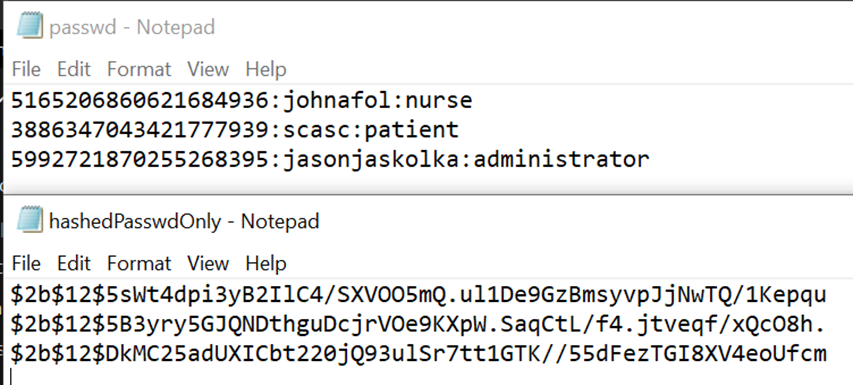 passwd - Notepad
File Edit Format View Help
5165206860621684936:johnafol:nurse
3886347043421777939:scasc:patient
5992721870255268395:jasonjaskolka:administrator
hashedPasswdOnly - Notepad
File Edit Format View Help
$2b$12$5sWt4dpi3yB2IlC4/SXVOO5mQ.ul1De9GzBmsyvpJjNwTQ/1Kepqu
$2b$12$5B3yry5GJQNDthguDcjrVOe9KXpW.SaqCtL/f4.jtveqf/xQcO8h.
$2b$12$DkMC25adUXICbt220jQ93ulSr7tt1GTK//55dFezTGI8XV4eoUfcm